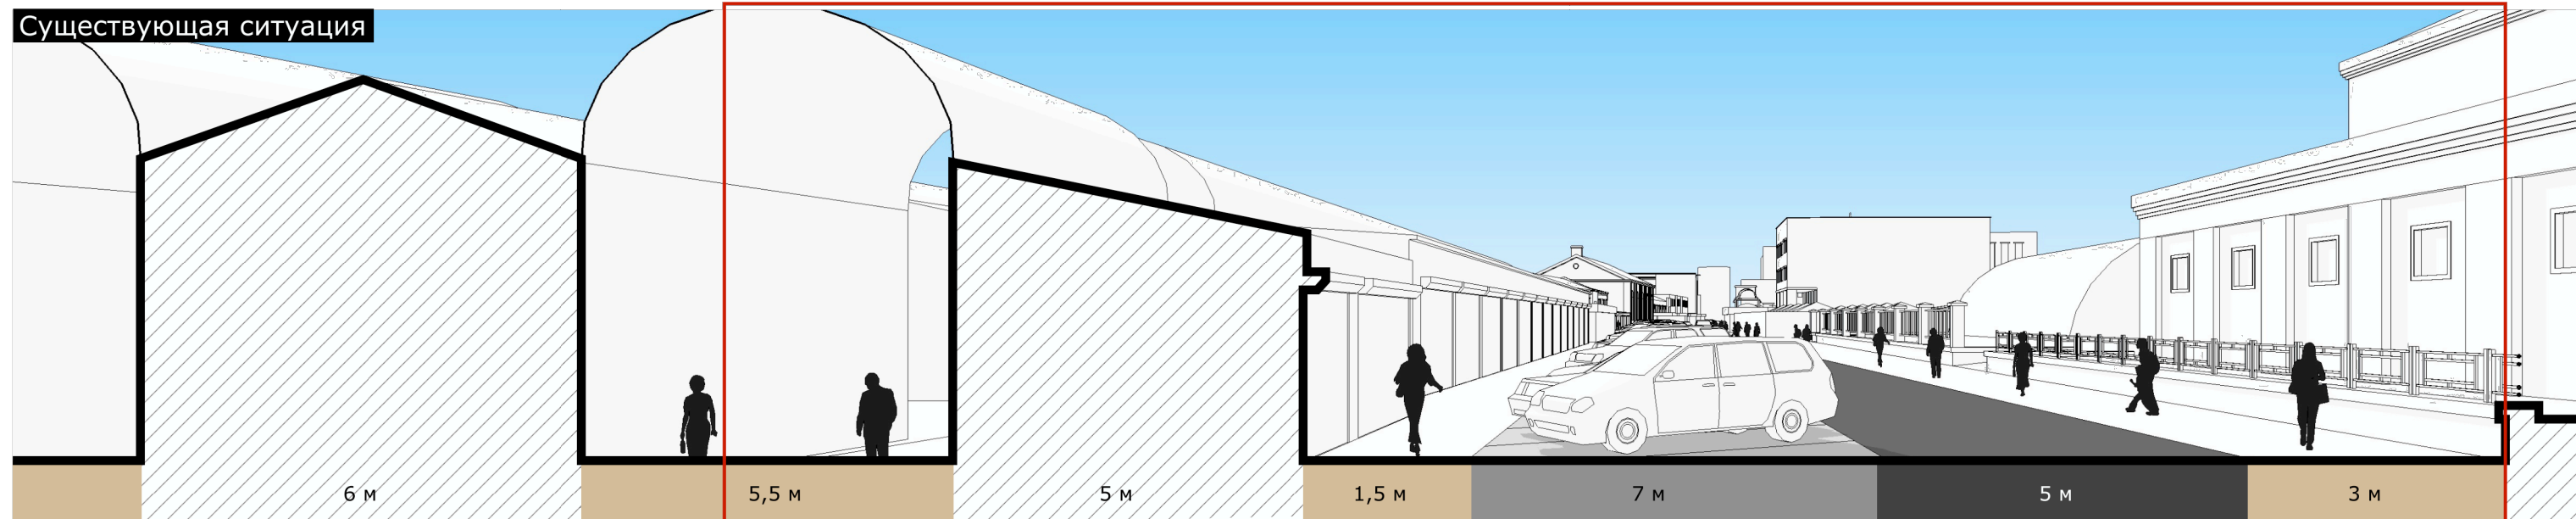 Существующая ситуация
6 м
5,5 м
5 м
1,5 м
7 м
5 м
3 м